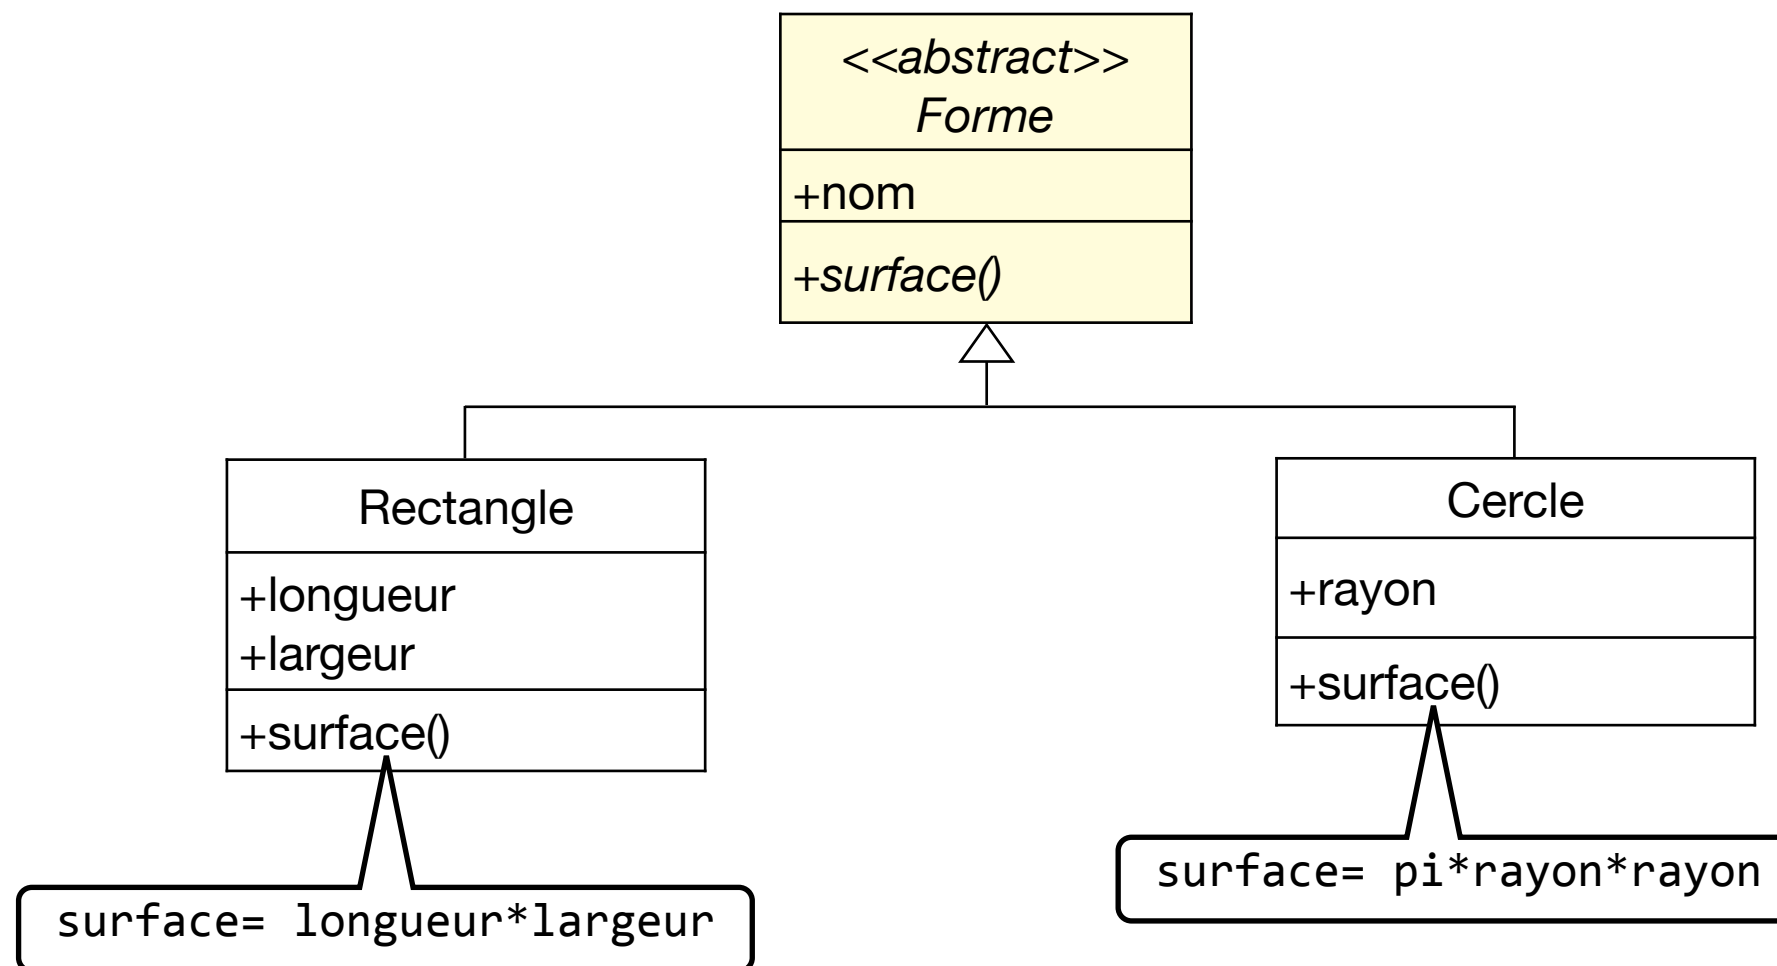 <<abstract>>
Forme
+nom
+surface()
Rectangle
+longueur
+largeur
+surface()
surface= longueur*largeur
Cercle
+rayon
+surface()
surface= pi*rayon*rayon